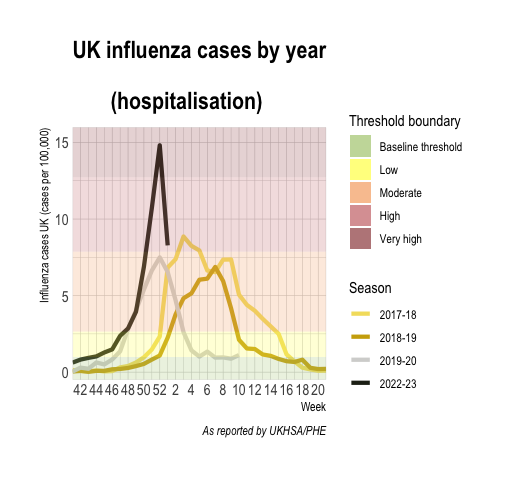 UK influenza cases by year
(hospitalisation)
Influenza cases UK (cases per 100,000)
15
10
5
0
42 44 46 48 50 52 2 4 6 8 10 12 14 16 18 20
Week
As reported by UKHSA/PHE
Threshold boundary
Baseline threshold
Low
Moderate
High
Very high
Season
2017-18
2018-19
2019-20
2022-23